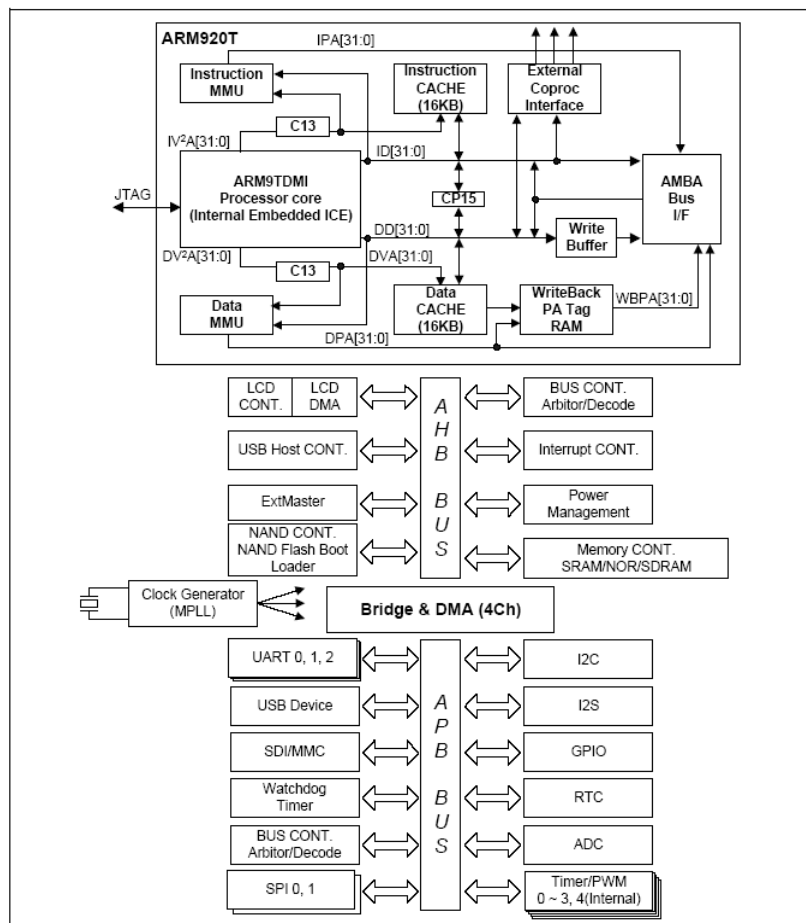 ARM920T
IPA[31:0]
Instruction
MMU
Instruction
CACHE
(16KB)
External
Coproc
Interface
C13
IV²A[31:0]
ID[31:0]
JTAG
ARM9TDMI
Processor core
(Internal Embedded ICE)
CP15
AMBA
Bus
I/F
DD[31:0]
Write
Buffer
DV²A[31:0]
DVA[31:0]
C13
Data
MMU
Data
CACHE
(16KB)
WriteBack
PA Tag
RAM
WBPA[31:0]
DPA[31:0]
LCD
CONT.
LCD
DMA
BUS CONT.
Arbitor/Decode
USB Host CONT.
Interrupt CONT.
ExtMaster
Power
Management
NAND CONT.
NAND Flash Boot
Loader
Memory CONT.
SRAM/NOR/SDRAM
AHB BUS
Clock Generator
(MPLL)
Bridge & DMA (4Ch)
UART 0, 1, 2
I2C
USB Device
I2S
SDI/MMC
GPIO
Watchdog
Timer
RTC
BUS CONT.
Arbitor/Decode
ADC
SPI 0, 1
Timer/PWM
0 ~ 3, 4(Internal)
APB BUS